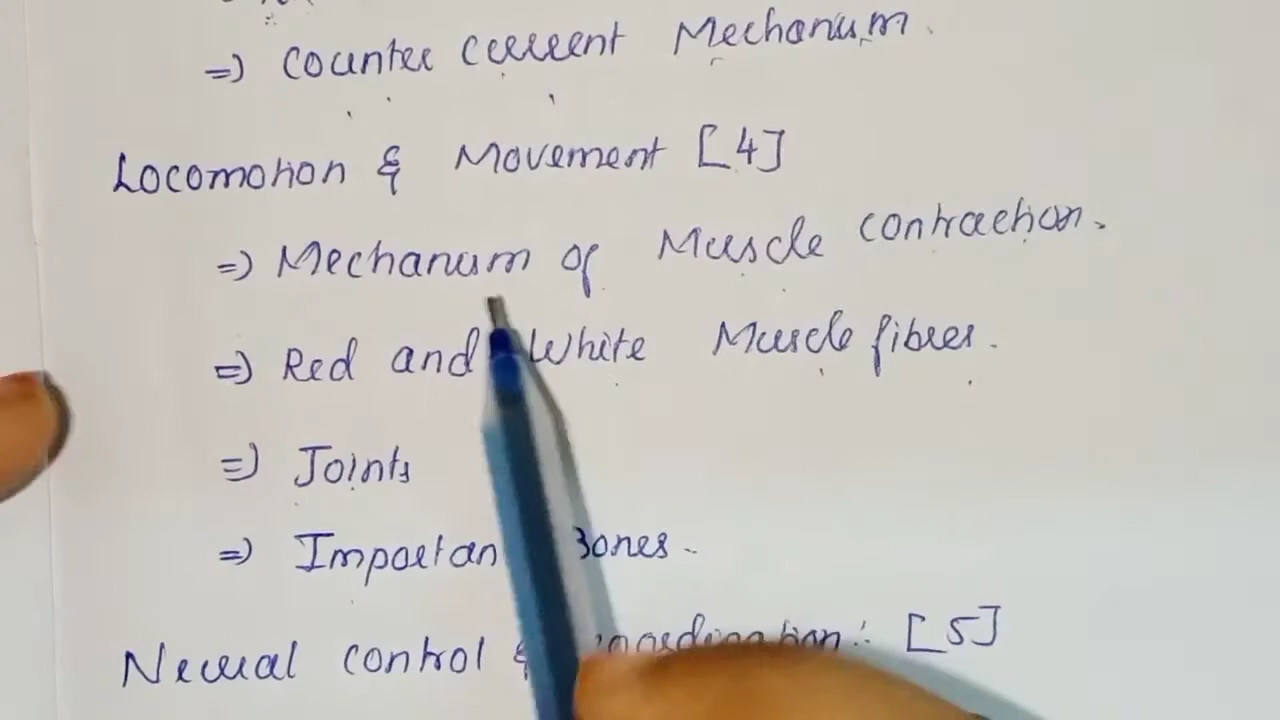 =) Counter current Mechanism.
Locomotion & Movement [4]
=) Mechanism of Muscle contraction.
=) Red and White Muscle fibres.
=) Joints
=) Important Bones.
Neural control & coordination: [5]